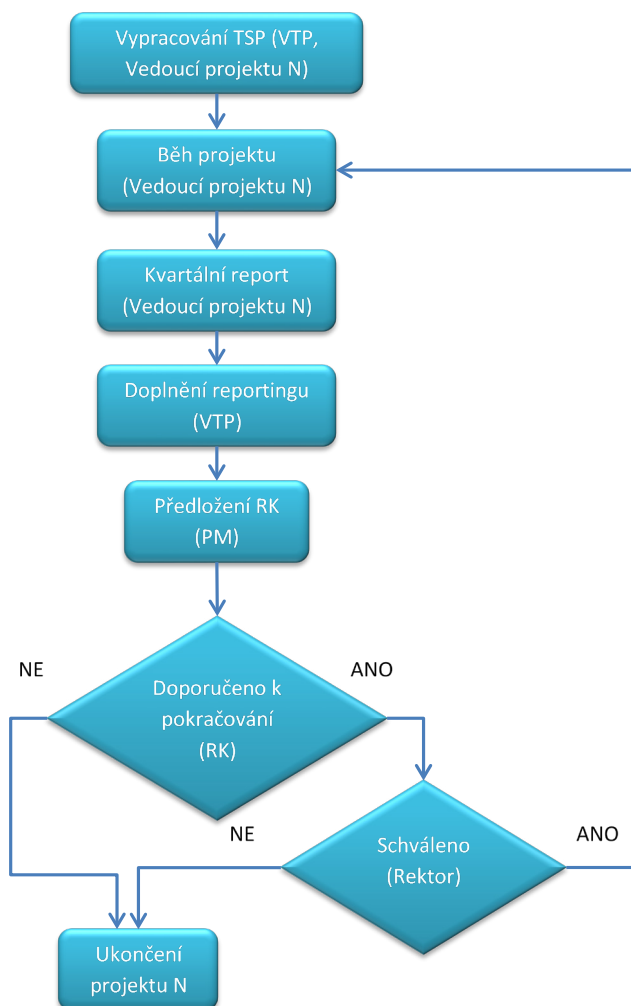 Vypracování TSP (VTP,
Vedoucí projektu N)
Běh projektu
(Vedoucí projektu N)
Kvartální report
(Vedoucí projektu N)
Doplnění reportingu
(VTP)
Předložení RK
(PM)
NE
ANO
Doporučeno k
pokračování
(RK)
NE
ANO
Schváleno
(Rektor)
Ukončení
projektu N